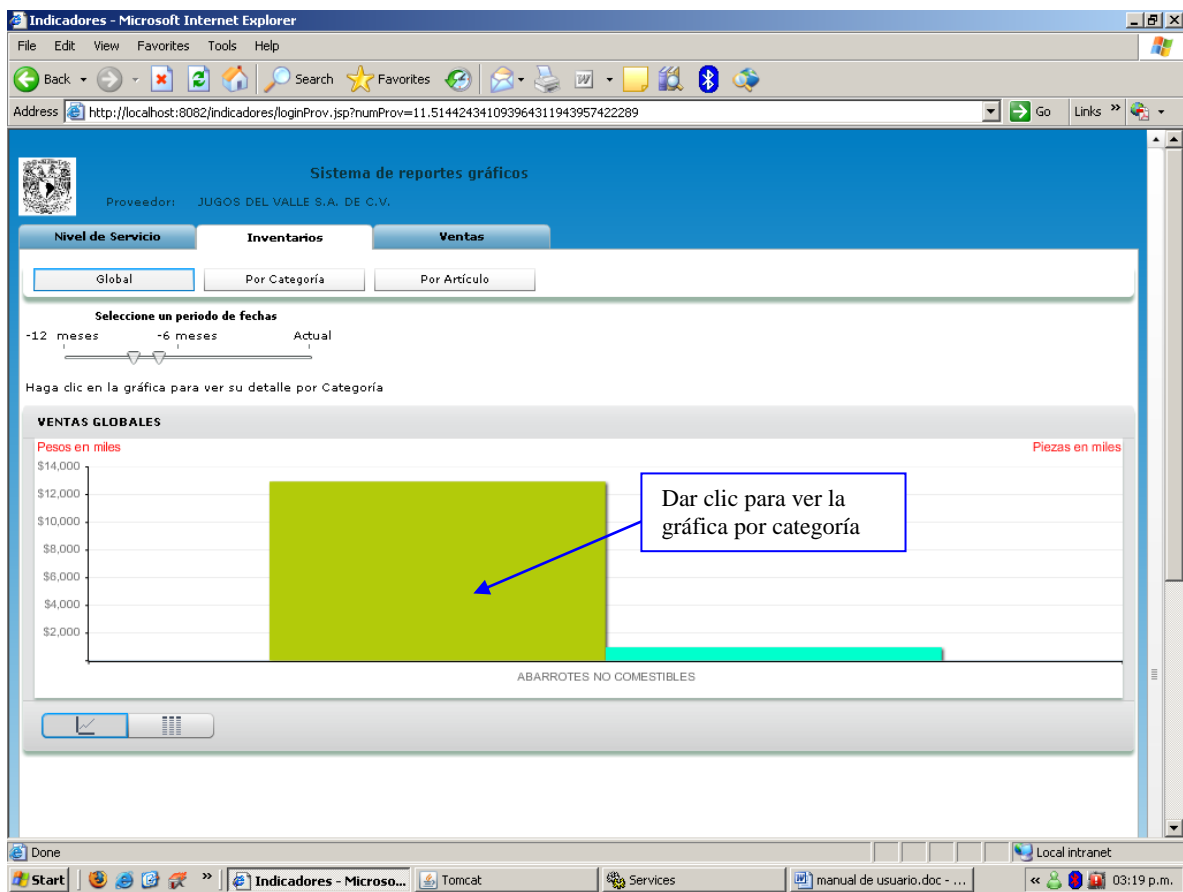 Indicadores - Microsoft Internet Explorer
File Edit View Favorites Tools Help
Back Search Favorites
Address http://localhost:8082/indicadores/loginProv.jsp?numProv=11.514424341093964311943957422289 Go Links »
Sistema de reportes gráficos
Proveedor: JUGOS DEL VALLE S.A. DE C.V.
Nivel de Servicio Inventarios Ventas
Global Por Categoría Por Artículo
Seleccione un periodo de fechas
-12 meses -6 meses Actual
Haga clic en la gráfica para ver su detalle por Categoría
VENTAS GLOBALES
Pesos en miles Piezas en miles
$14,000
$12,000
$10,000
$8,000
$6,000
$4,000
$2,000
Dar clic para ver la
gráfica por categoría
ABARROTES NO COMESTIBLES
Done Local intranet
Start » Indicadores - Microso... Tomcat Services manual de usuario.doc - ... « 03:19 p.m.